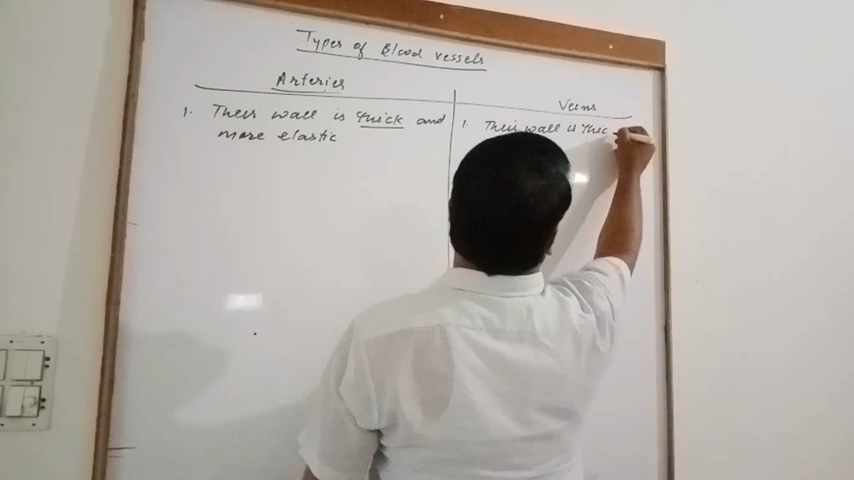 Types of Blood vessels
Arteries
Veins
1. Their wall is thick and
more elastic
1. Their wall is thic